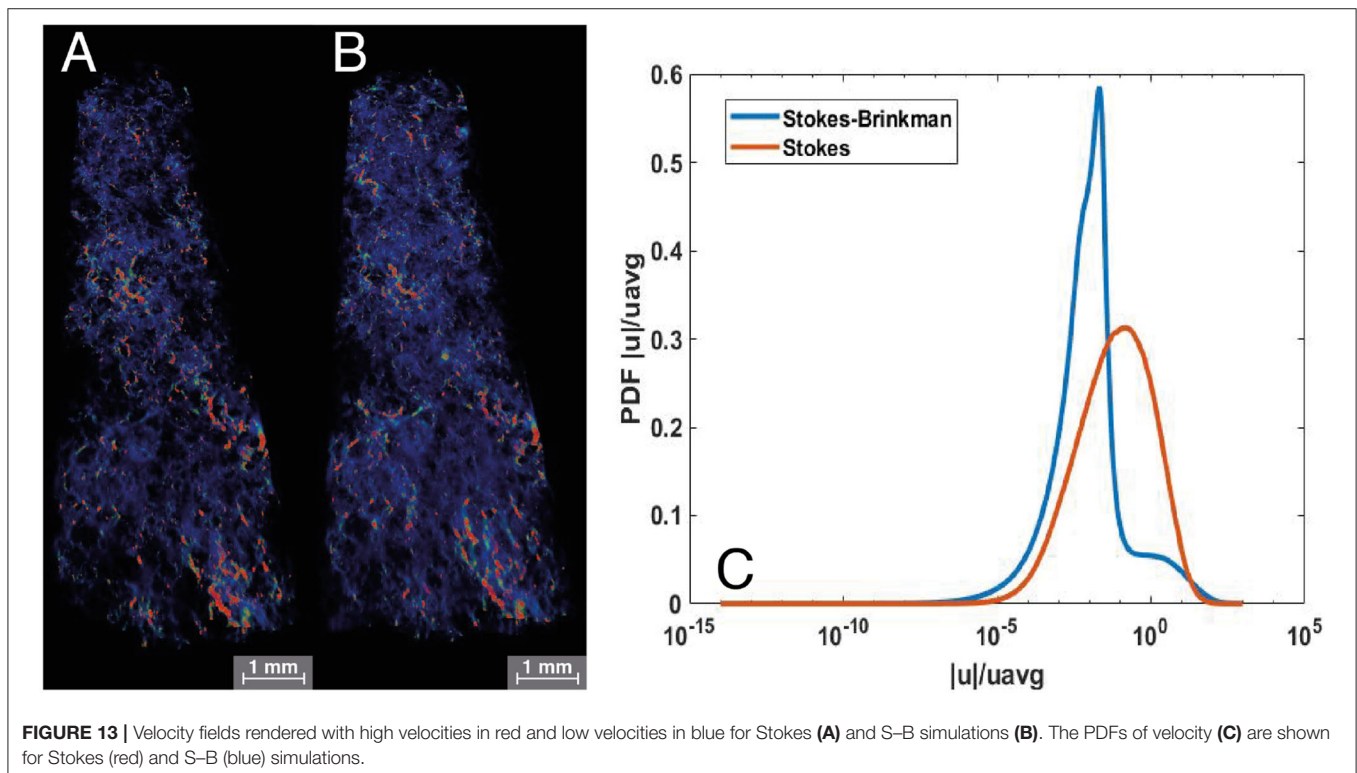 A
B
1 mm
1 mm
0.6
0.5
0.4
0.3
0.2
0.1
0
PDF |u|/uavg
Stokes-Brinkman
Stokes
C
10^-15
10^-10
10^-5
10^0
10^5
|u|/uavg
FIGURE 13 | Velocity fields rendered with high velocities in red and low velocities in blue for Stokes (A) and S–B simulations (B). The PDFs of velocity (C) are shown
for Stokes (red) and S–B (blue) simulations.